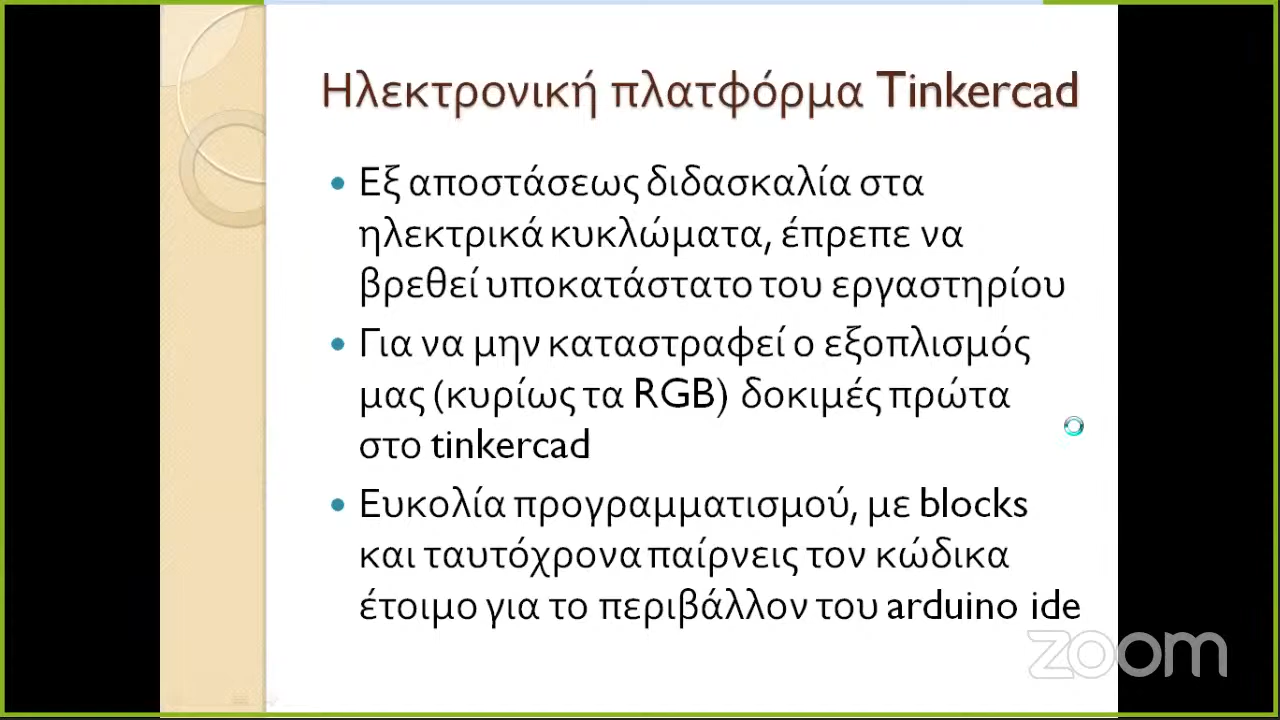 Ηλεκτρονική πλατφόρμα Tinkercad
• Εξ αποστάσεως διδασκαλία στα
ηλεκτρικά κυκλώματα, έπρεπε να
βρεθεί υποκατάστατο του εργαστηρίου
• Για να μην καταστραφεί ο εξοπλισμός
μας (κυρίως τα RGB) δοκιμές πρώτα
στο tinkercad
• Ευκολία προγραμματισμού, με blocks
και ταυτόχρονα παίρνεις τον κώδικα
έτοιμο για το περιβάλλον του arduino ide
zoom